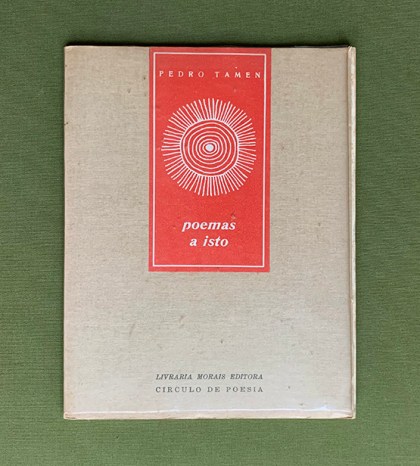 PEDRO TAMEN
poemas
a isto
LIVRARIA MORAIS EDITORA
CIRCULO DE POESIA